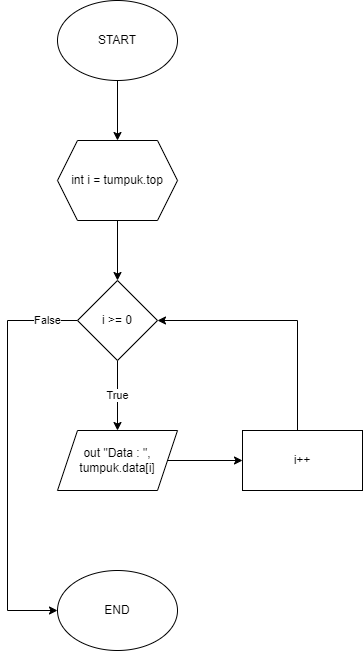 START
int i = tumpuk.top
i >= 0
False
True
out "Data : ",
tumpuk.data[i]
i++
END